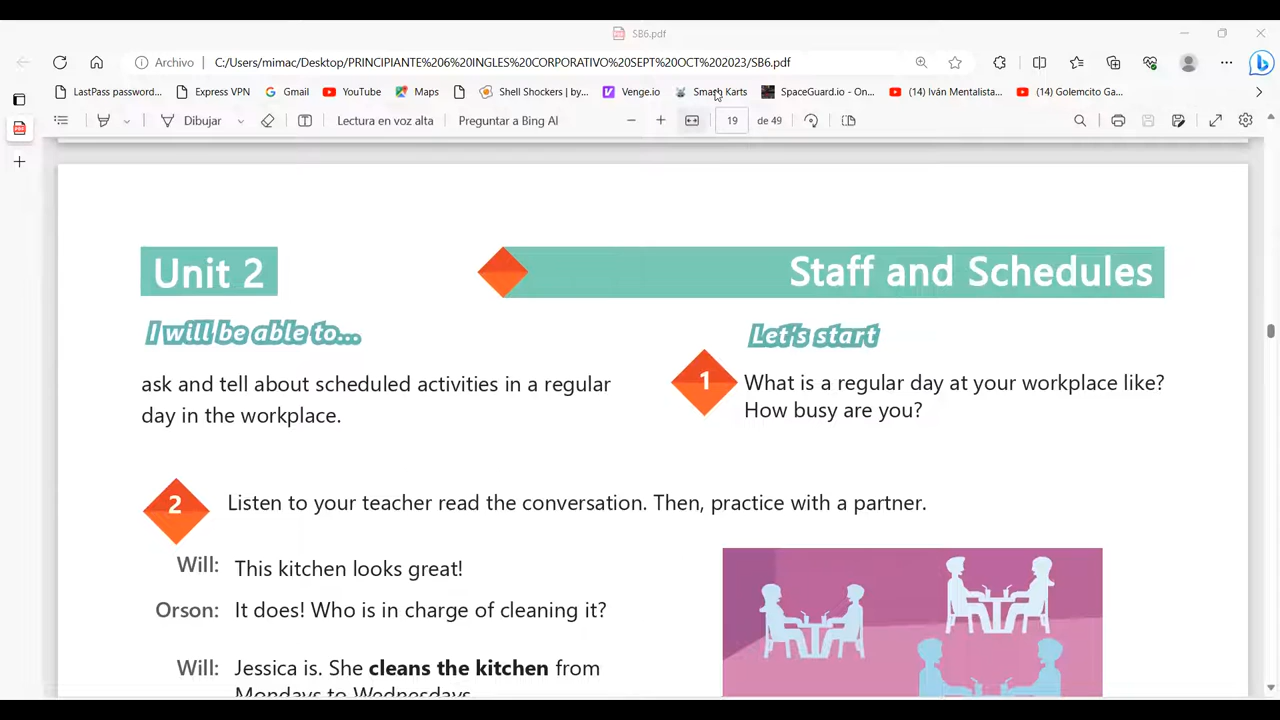 SB6.pdf
Archivo C:/Users/mimac/Desktop/PRINCIPIANTE%206%20INGLES%20CORPORATIVO%20SEPT%20OCT%202023/SB6.pdf
LastPass password... Express VPN Gmail YouTube Maps Shell Shockers | by... Venge.io Smash Karts SpaceGuard.io - On... (14) Iván Mentalista... (14) Golemcito Ga...
Dibujar Lectura en voz alta Preguntar a Bing AI 19 de 49
Unit 2
Staff and Schedules
I will be able to...
ask and tell about scheduled activities in a regular
day in the workplace.
Let's start
1 What is a regular day at your workplace like?
How busy are you?
2 Listen to your teacher read the conversation. Then, practice with a partner.
Will: This kitchen looks great!
Orson: It does! Who is in charge of cleaning it?
Will: Jessica is. She cleans the kitchen from
Mondays to Wednesdays